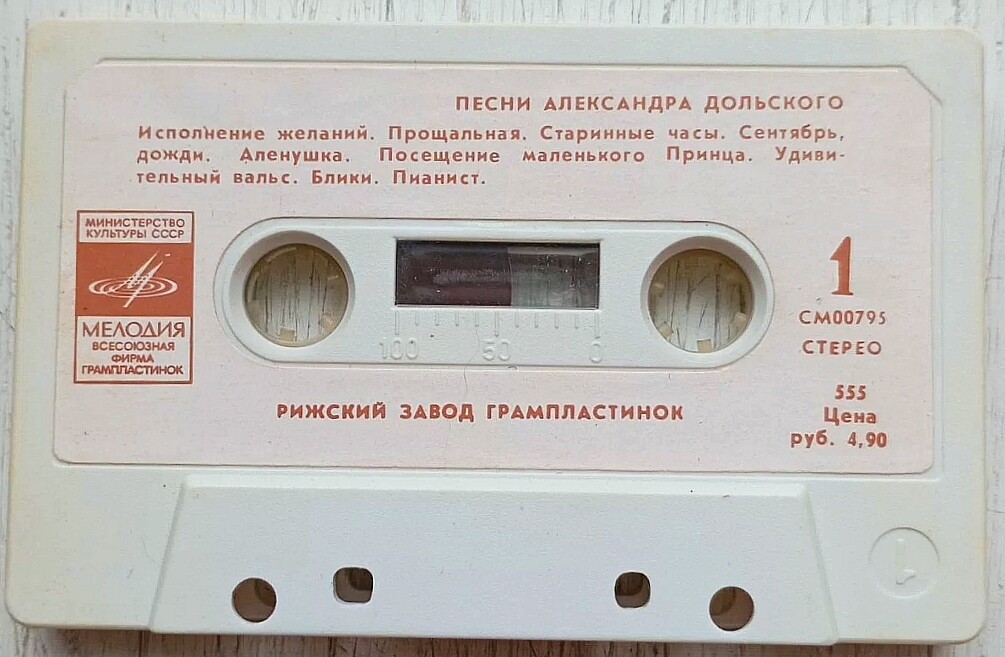 ПЕСНИ АЛЕКСАНДРА ДОЛЬСКОГО
Исполнение желаний. Прощальная. Старинные часы. Сентябрь,
дожди. Аленушка. Посещение маленького Принца. Удиви-
тельный вальс. Блики. Пианист.
МИНИСТЕРСТВО
КУЛЬТУРЫ СССР
МЕЛОДИЯ
ВСЕСОЮЗНАЯ
ФИРМА
ГРАМПЛАСТИНОК
100 50 0
1
СМ00795
СТЕРЕО
РИЖСКИЙ ЗАВОД ГРАМПЛАСТИНОК
555
Цена
руб. 4,90
1